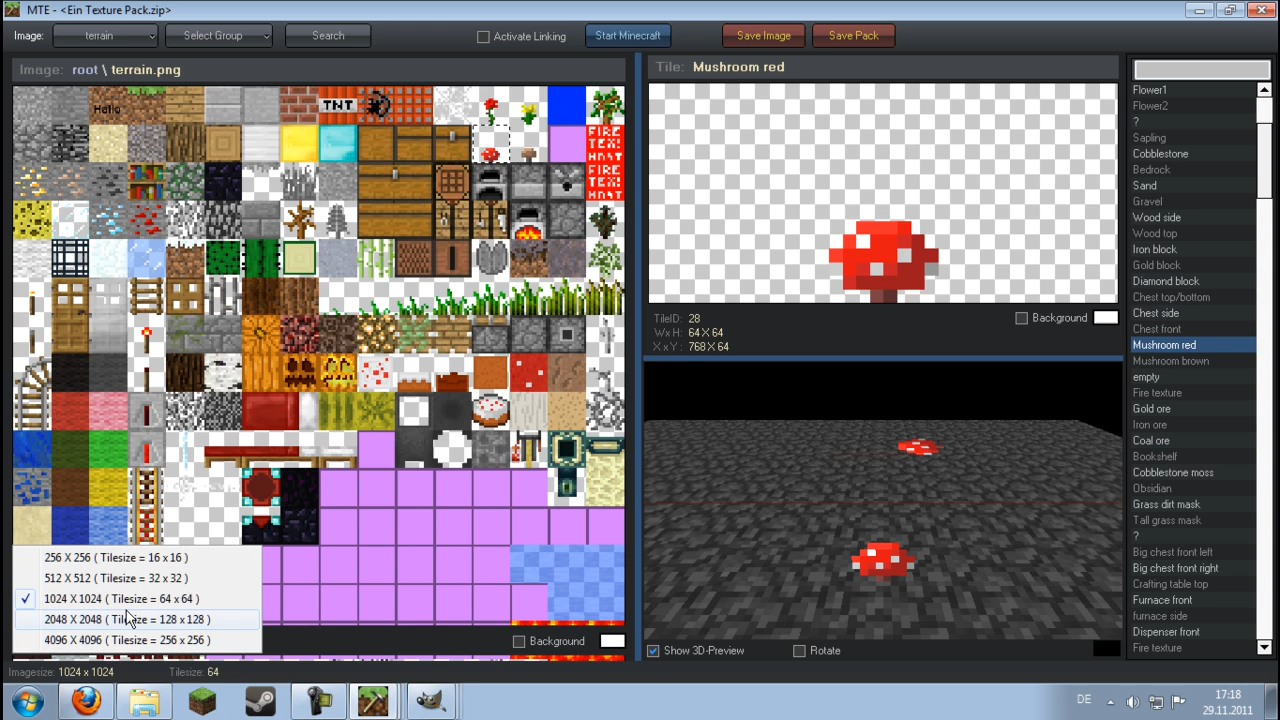 MTE - <Ein Texture Pack.zip>
Image: terrain Select Group Search Activate Linking Start Minecraft Save Image Save Pack
Image: root \ terrain.png
Hallo
TNT
FIRE
TEX
HOST
FIRE
TEX
HOST
256 X 256 ( Tilesize = 16 x 16 )
512 X 512 ( Tilesize = 32 x 32 )
1024 X 1024 ( Tilesize = 64 x 64 )
2048 X 2048 ( Tilesize = 128 x 128 )
4096 X 4096 ( Tilesize = 256 x 256 )
Background
Imagesize: 1024 x 1024 Tilesize: 64
Tile: Mushroom red
TileID: 28
W x H: 64 X 64
X x Y: 768 X 64
Background
Show 3D-Preview Rotate
Flower1
Flower2
?
Sapling
Cobblestone
Bedrock
Sand
Gravel
Wood side
Wood top
Iron block
Gold block
Diamond block
Chest top/bottom
Chest side
Chest front
Mushroom red
Mushroom brown
empty
Fire texture
Gold ore
Iron ore
Coal ore
Bookshelf
Cobblestone moss
Obsidian
Grass dirt mask
Tall grass mask
?
Big chest front left
Big chest front right
Crafting table top
Furnace front
furnace side
Dispenser front
Fire texture
DE
17:18
29.11.2011